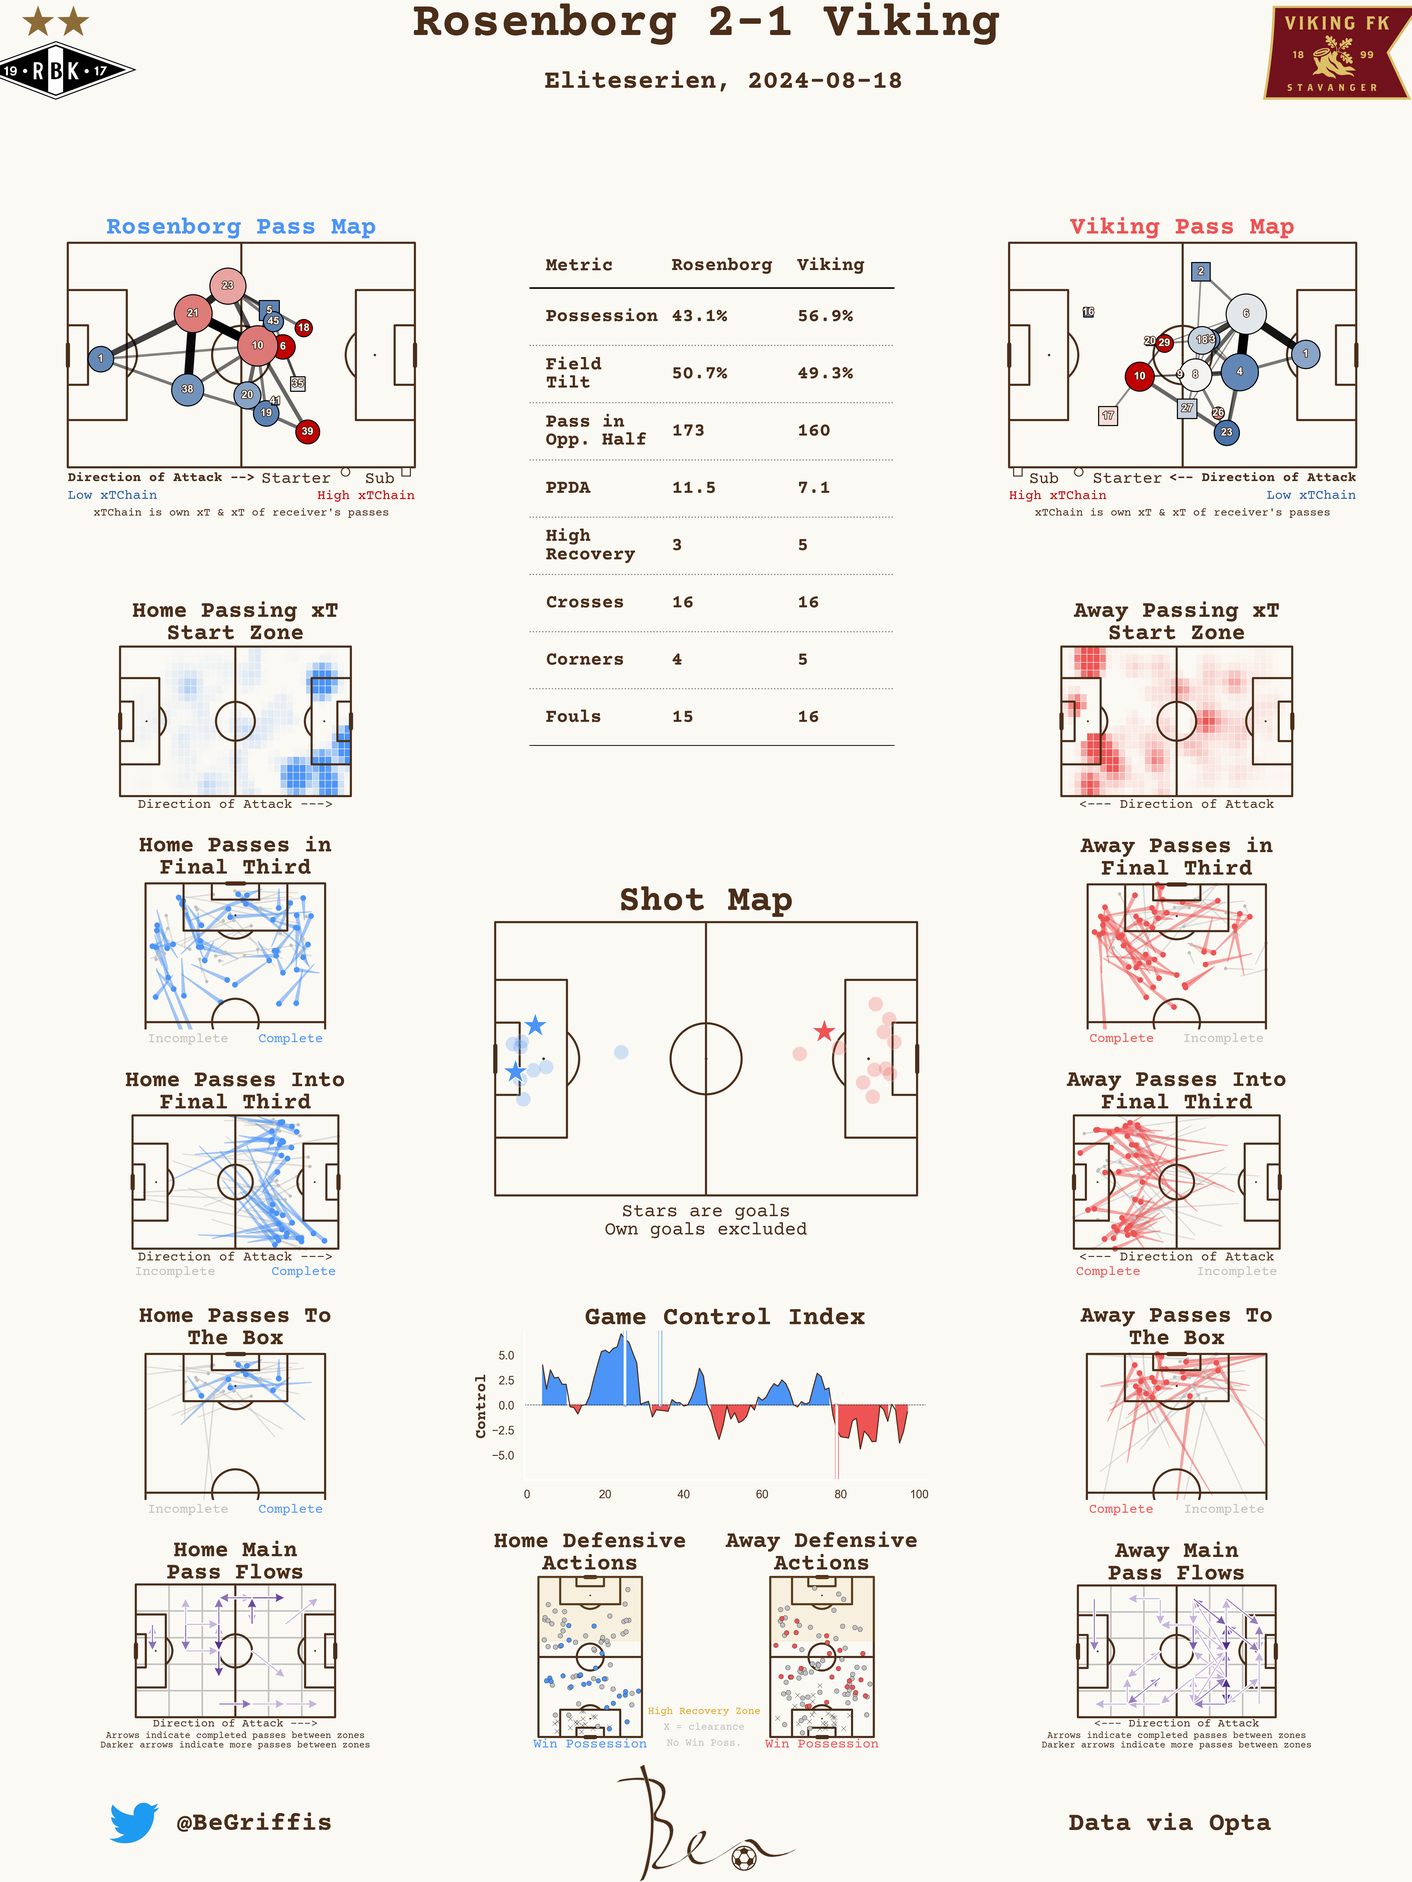 Rosenborg 2-1 Viking
Eliteserien, 2024-08-18
19 • RBK • 17
VIKING FK
18 99
STAVANGER
Rosenborg Pass Map
23
21
5
45
18
10
6
1
38
35
20
41
19
39
Direction of Attack --> Starter Sub
Low xTChain High xTChain
xTChain is own xT & xT of receiver's passes
Metric Rosenborg Viking
Possession 43.1% 56.9%
Field
Tilt 50.7% 49.3%
Pass in
Opp. Half 173 160
PPDA 11.5 7.1
High
Recovery 3 5
Crosses 16 16
Corners 4 5
Fouls 15 16
Viking Pass Map
2
16
6
20
29
18
1
10
9
8
4
17
27
26
23
Sub Starter <-- Direction of Attack
High xTChain Low xTChain
xTChain is own xT & xT of receiver's passes
Home Passing xT
Start Zone
Direction of Attack --->
Away Passing xT
Start Zone
<--- Direction of Attack
Home Passes in
Final Third
Incomplete Complete
Away Passes in
Final Third
Complete Incomplete
Shot Map
Stars are goals
Own goals excluded
Home Passes Into
Final Third
Direction of Attack --->
Incomplete Complete
Away Passes Into
Final Third
<--- Direction of Attack
Complete Incomplete
Home Passes To
The Box
Incomplete Complete
Game Control Index
Control
5.0
2.5
0.0
−2.5
−5.0
0 20 40 60 80 100
Away Passes To
The Box
Complete Incomplete
Home Main
Pass Flows
Direction of Attack --->
Arrows indicate completed passes between zones
Darker arrows indicate more passes between zones
Home Defensive
Actions
Win Possession
Away Defensive
Actions
Win Possession
High Recovery Zone
X = clearance
No Win Poss.
Away Main
Pass Flows
<--- Direction of Attack
Arrows indicate completed passes between zones
Darker arrows indicate more passes between zones
@BeGriffis
Ben
Data via Opta